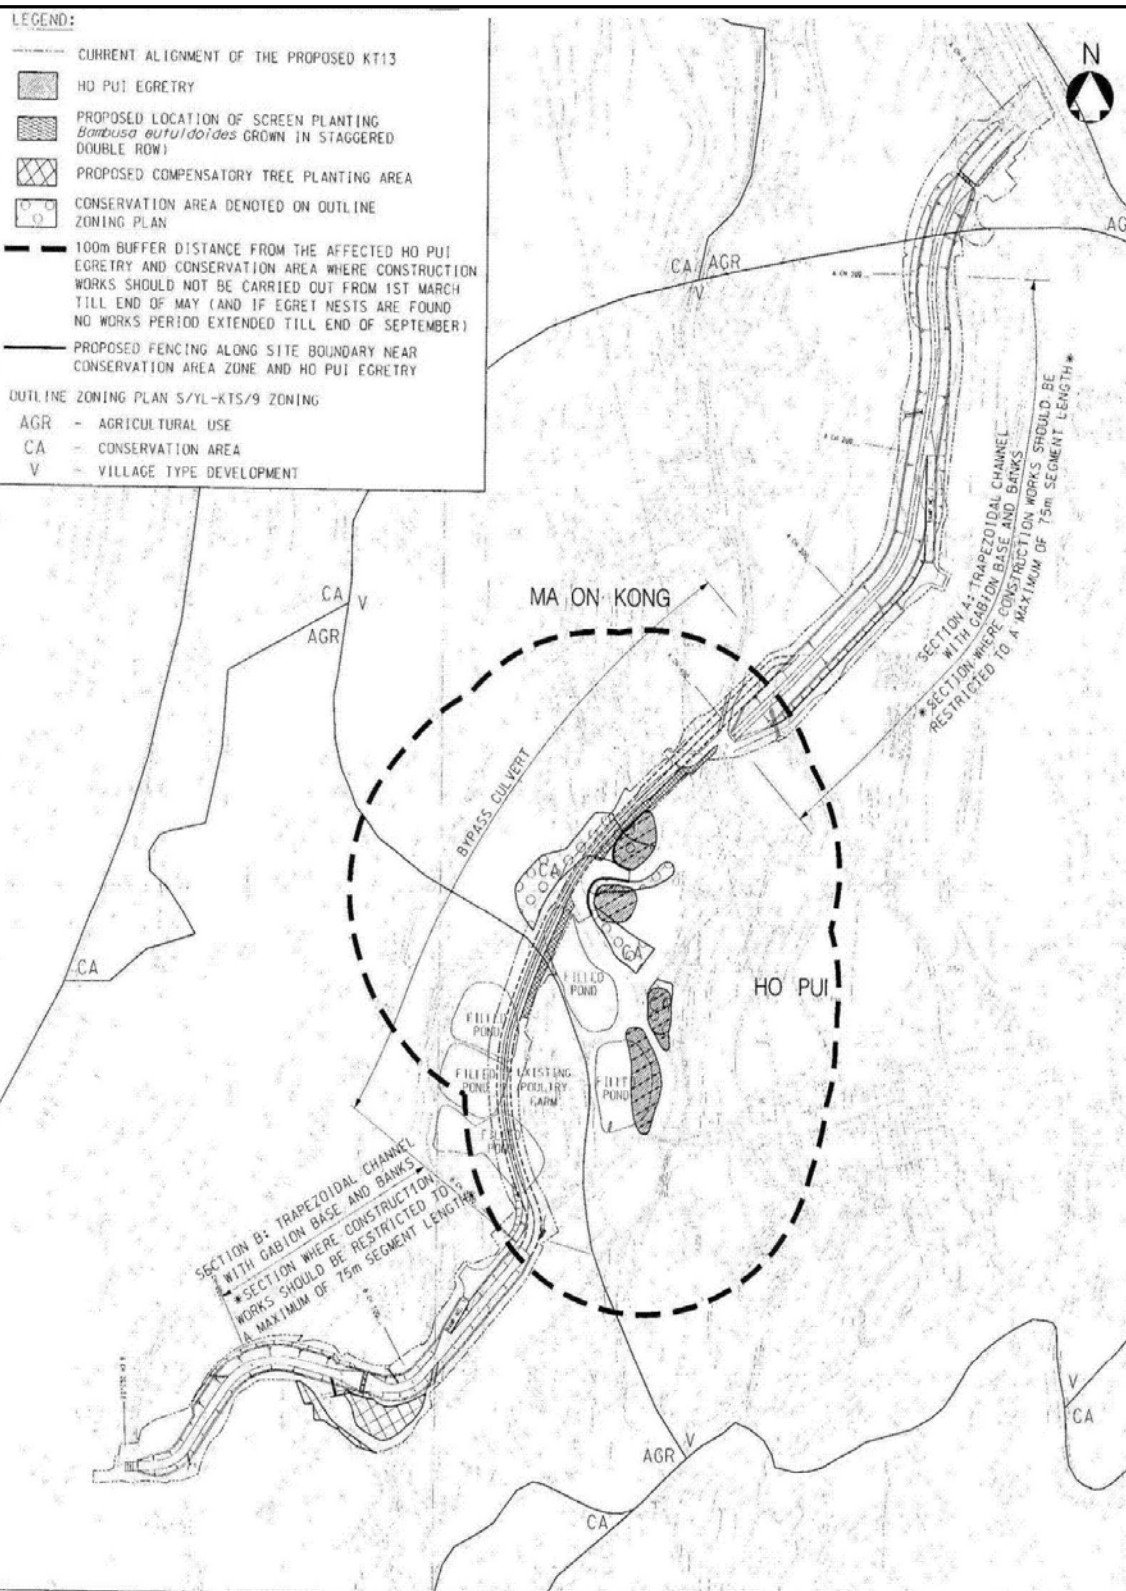 LEGEND:
CURRENT ALIGNMENT OF THE PROPOSED KT13
HO PUI EGRETRY
PROPOSED LOCATION OF SCREEN PLANTING
Bambusa eutuldoides GROWN IN STAGGERED
DOUBLE ROW)
PROPOSED COMPENSATORY TREE PLANTING AREA
CONSERVATION AREA DENOTED ON OUTLINE
ZONING PLAN
100m BUFFER DISTANCE FROM THE AFFECTED HO PUI
EGRETRY AND CONSERVATION AREA WHERE CONSTRUCTION
WORKS SHOULD NOT BE CARRIED OUT FROM 1ST MARCH
TILL END OF MAY (AND IF EGRET NESTS ARE FOUND
NO WORKS PERIOD EXTENDED TILL END OF SEPTEMBER)
PROPOSED FENCING ALONG SITE BOUNDARY NEAR
CONSERVATION AREA ZONE AND HO PUI EGRETRY
OUTLINE ZONING PLAN S/YL-KTS/9 ZONING
AGR - AGRICULTURAL USE
CA - CONSERVATION AREA
V - VILLAGE TYPE DEVELOPMENT
N
AG
CA AGR
V
CA V
AGR
MA ON KONG
SECTION A: TRAPEZOIDAL CHANNEL
WITH GABION BASE AND BANKS
*SECTION WHERE CONSTRUCTION WORKS SHOULD BE
RESTRICTED TO A MAXIMUM OF 75m SEGMENT LENGTH*
BYPASS CULVERT
CA
CA
CA
HO PUI
FILLED
POND
FILLED
POND
FILLED
POND
EXISTING
POULTRY
FARM
POND
FILLED
SECTION B: TRAPEZOIDAL CHANNEL
WITH GABION BASE AND BANKS
*SECTION WHERE CONSTRUCTION
WORKS SHOULD BE RESTRICTED TO
A MAXIMUM OF 75m SEGMENT LENGTH*
V
CA
AGR V
CA